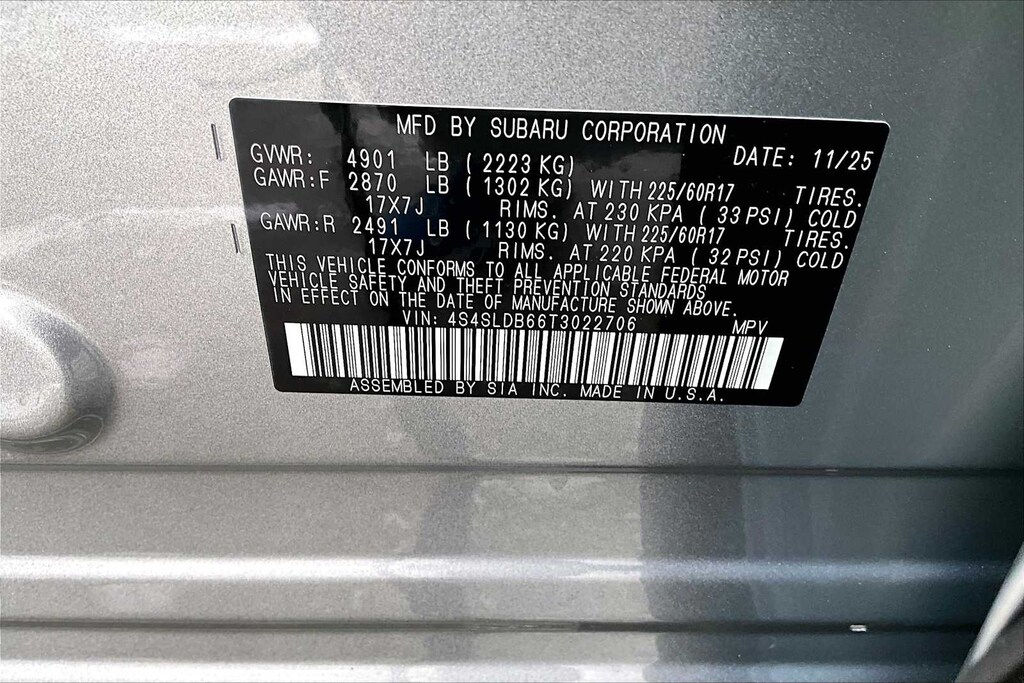 MFD BY SUBARU CORPORATION
GVWR: 4901 LB ( 2223 KG) DATE: 11/25
GAWR:F 2870 LB ( 1302 KG) WITH 225/60R17 TIRES.
17X7J RIMS. AT 230 KPA ( 33 PSI) COLD
GAWR:R 2491 LB ( 1130 KG) WITH 225/60R17 TIRES.
17X7J RIMS. AT 220 KPA ( 32 PSI) COLD
THIS VEHICLE CONFORMS TO ALL APPLICABLE FEDERAL MOTOR
VEHICLE SAFETY AND THEFT PREVENTION STANDARDS
IN EFFECT ON THE DATE OF MANUFACTURE SHOWN ABOVE.
VIN: 4S4SLDB66T3022706 MPV
ASSEMBLED BY SIA INC. MADE IN U.S.A.